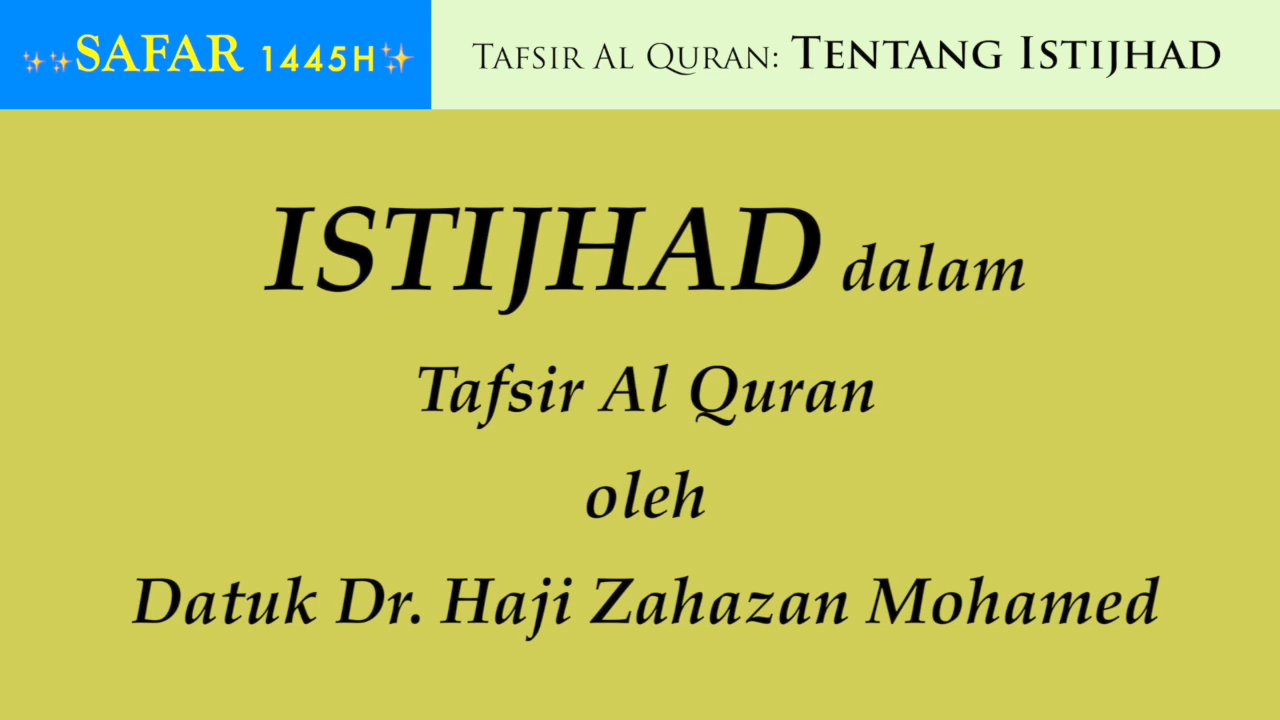 ✨SAFAR 1445H✨
Tafsir Al Quran: Tentang Istijhad
ISTIJHAD dalam
Tafsir Al Quran
oleh
Datuk Dr. Haji Zahazan Mohamed